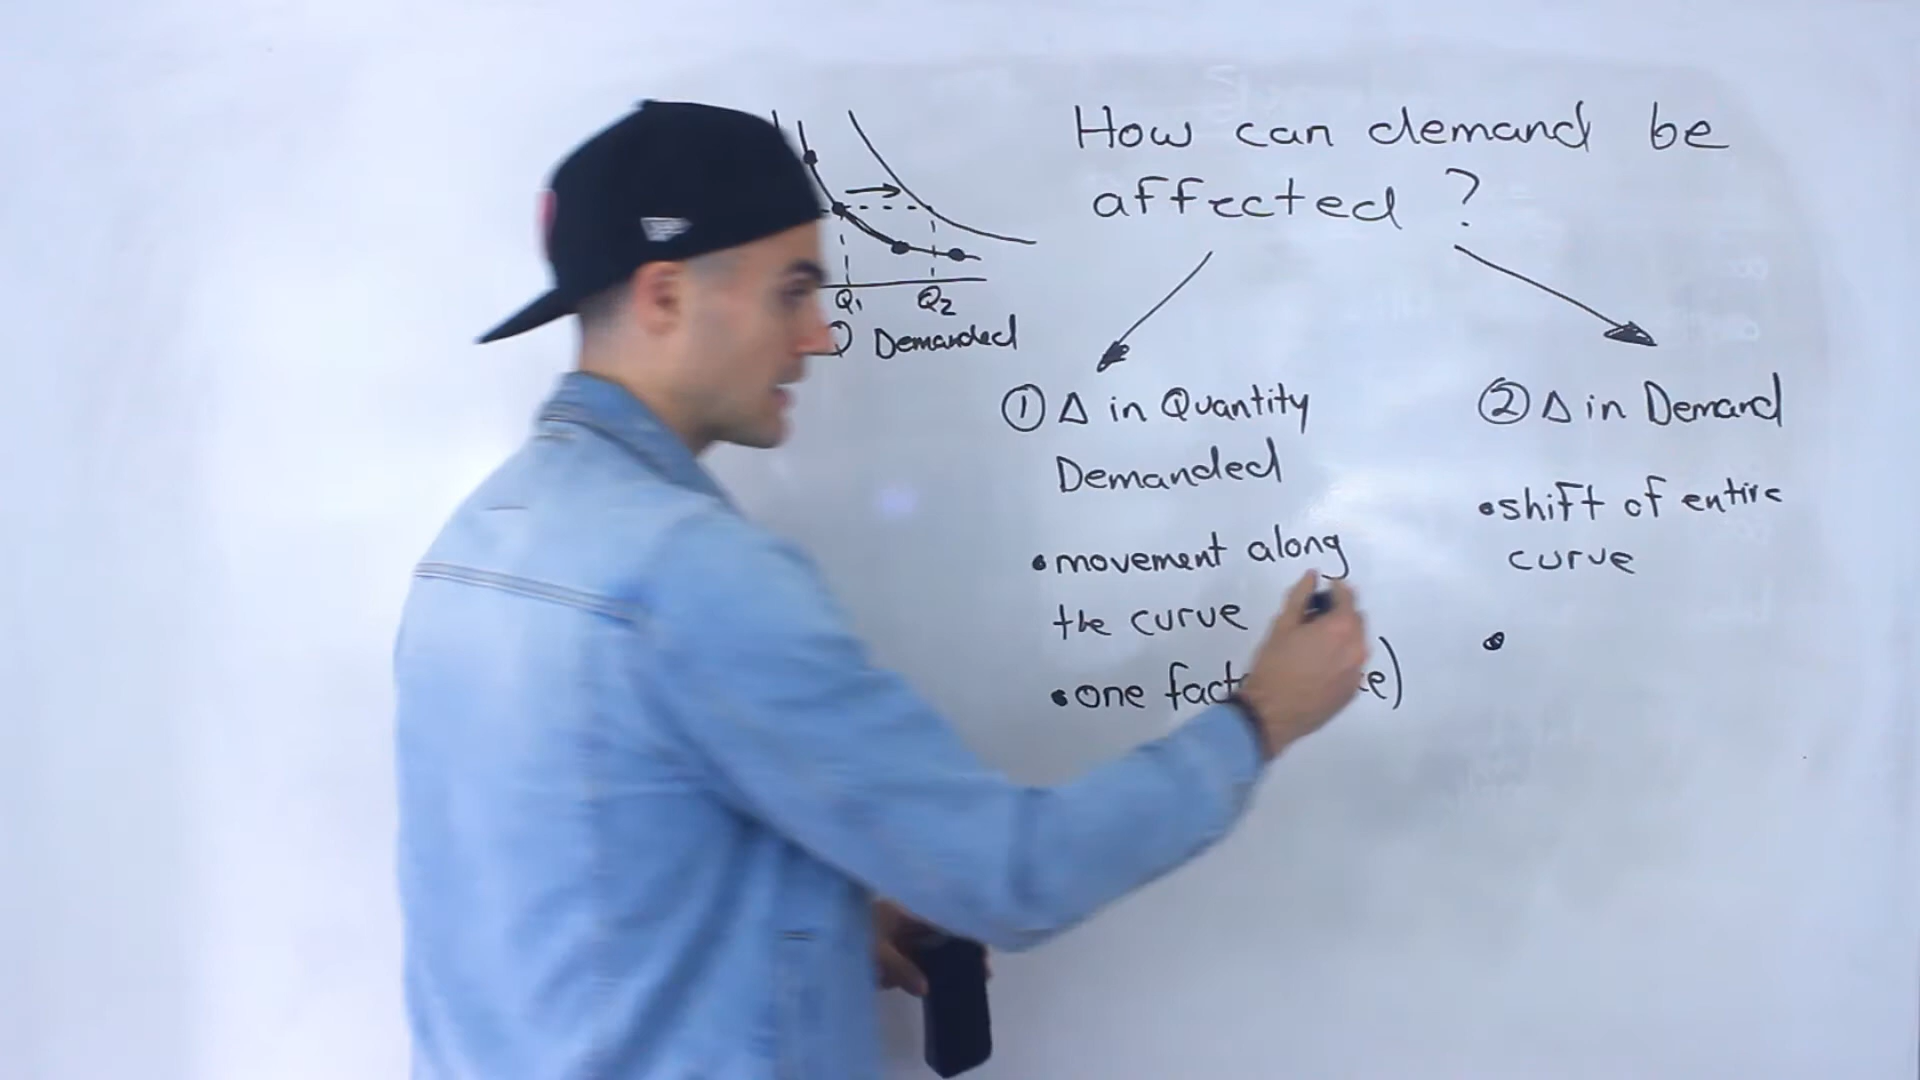 How can demand be
affected ?
Q₁ Q₂
Demanded
① Δ in Quantity
Demanded
• movement along
the curve
• one
② Δ in Demand
• shift of entire
curve
•